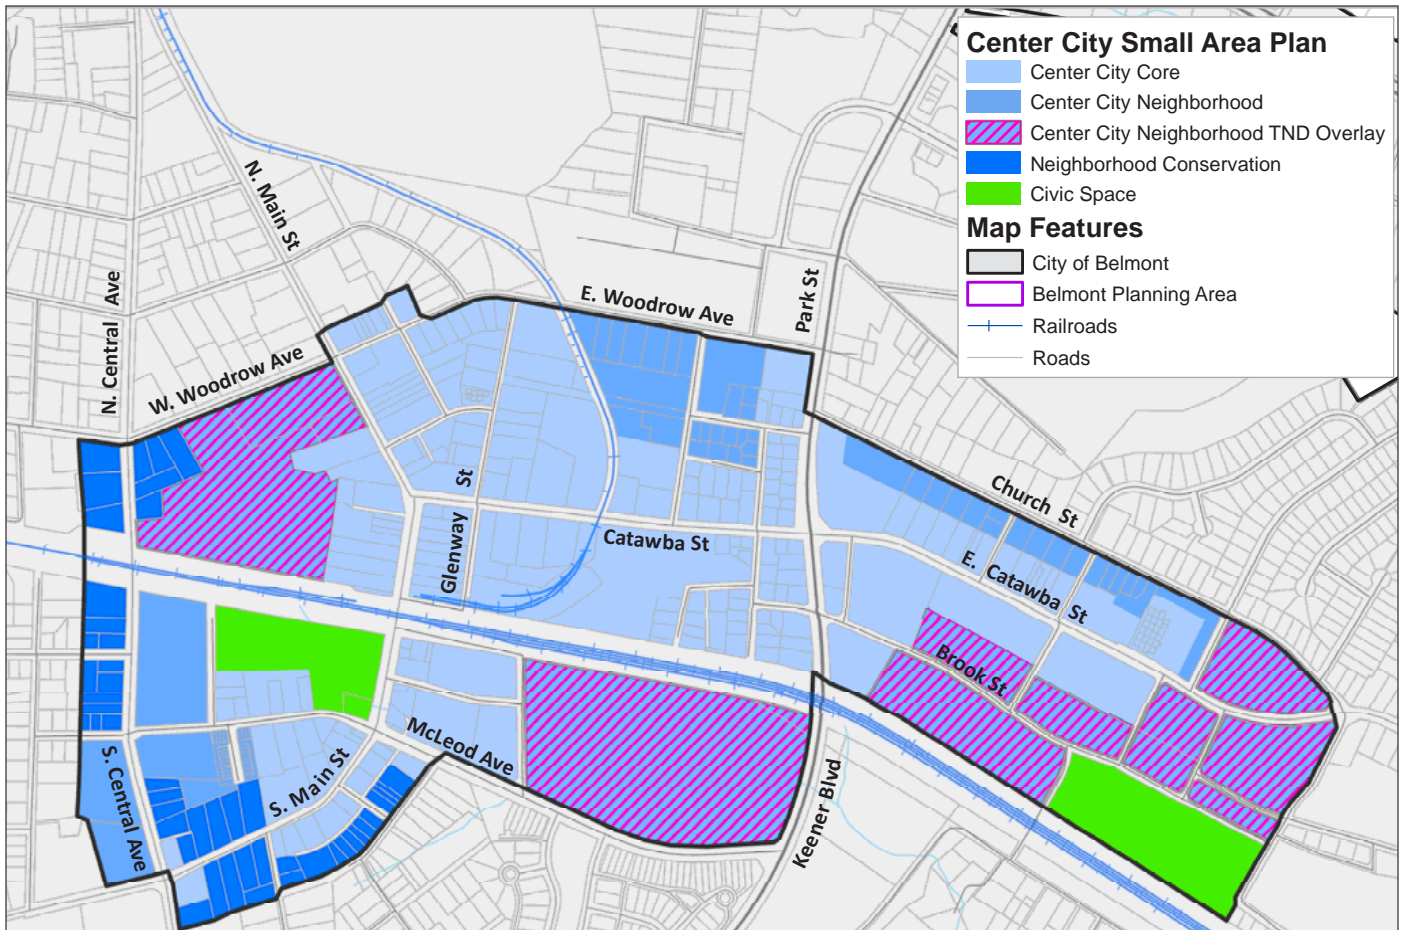 Center City Small Area Plan
Center City Core
Center City Neighborhood
Center City Neighborhood TND Overlay
Neighborhood Conservation
Civic Space
Map Features
City of Belmont
Belmont Planning Area
Railroads
Roads
N. Main St
N. Central Ave
W. Woodrow Ave
E. Woodrow Ave
Park St
Glenway St
Catawba St
Church St
E. Catawba St
Brook St
McLeod Ave
S. Main St
S. Central Ave
Keener Blvd